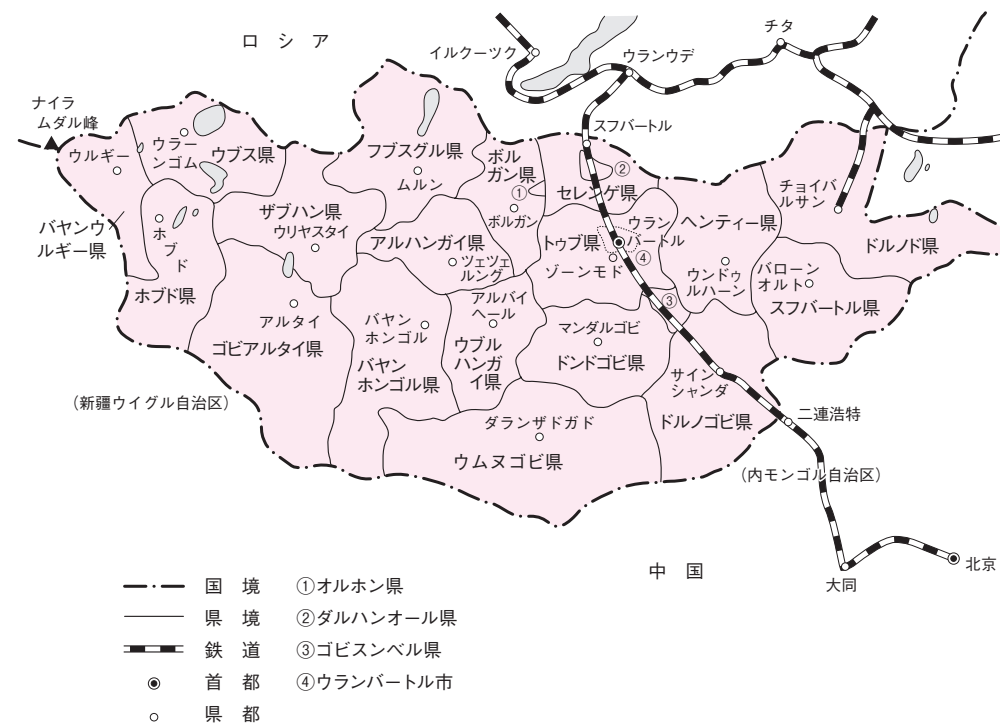 ロシア
イルクーツク
ウランウデ
チタ
ナイラ
ムダル峰
ウルギー
ウラー
ンゴム
ウブス県
フブスグル県
ムルン
ボル
ガン県
①
ボルガン
スフバートル
②
セレンゲ県
チョイバ
ルサン
バヤンウ
ルギー県
ホブド
ザブハン県
ウリヤスタイ
アルハンガイ県
ツェツェ
ルング
トゥブ県
ウラン
バートル
④
ゾーンモド
ヘンティー県
ウンドゥ
ルハーン
バローン
オルト
ドルノド県
スフバートル県
ホブド県
アルタイ
ゴビアルタイ県
バヤン
ホンゴル
バヤン
ホンゴル県
アルバイ
ヘール
ウブル
ハンガ
イ県
マンダルゴビ
ドンドゴビ県
③
サイン
シャンダ
ドルノゴビ県
(新疆ウイグル自治区)
ダランザドガド
ウムヌゴビ県
二連浩特
(内モンゴル自治区)
中国
北京
大同
国境 ①オルホン県
県境 ②ダルハンオール県
鉄道 ③ゴビスンベル県
首都 ④ウランバートル市
県都